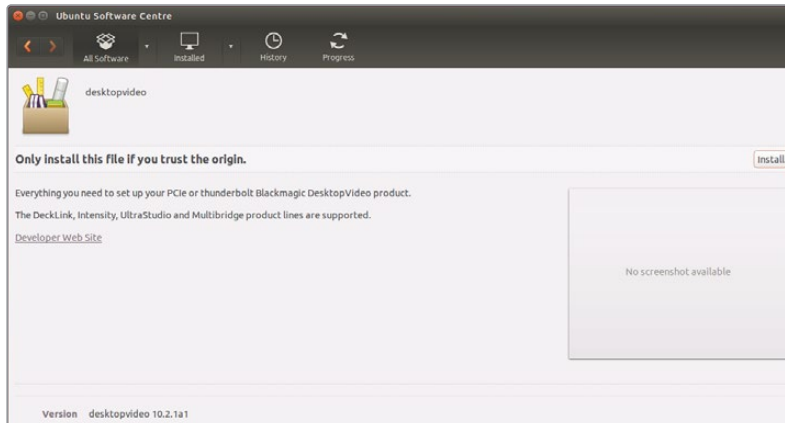 Ubuntu Software Centre
All Software Installed History Progress
desktopvideo
Only install this file if you trust the origin.
Install
Everything you need to set up your PCIe or thunderbolt Blackmagic DesktopVideo product.
The DeckLink, Intensity, UltraStudio and Multibridge product lines are supported.
Developer Web Site
No screenshot available
Version desktopvideo 10.2.1a1